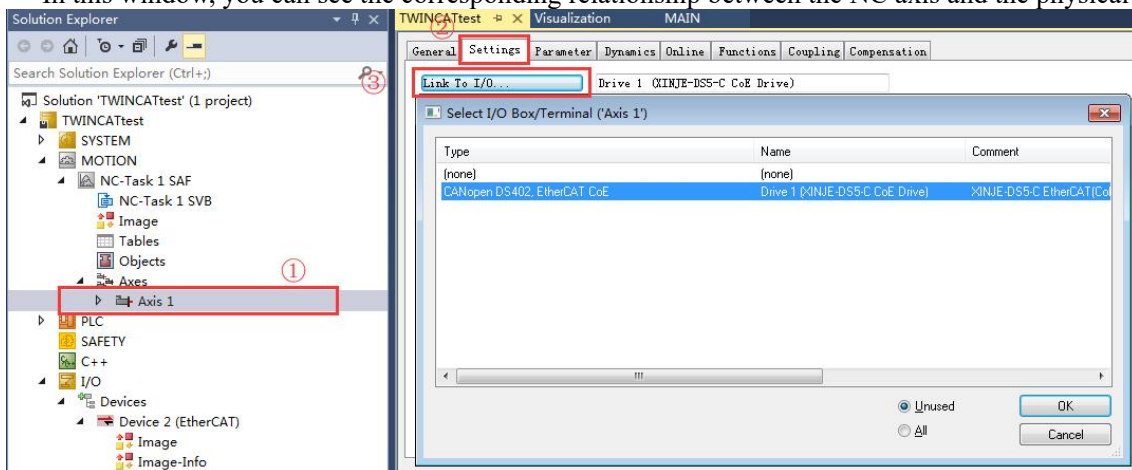 In this window, you can see the corresponding relationship between the NC axis and the physical
Solution Explorer
Search Solution Explorer (Ctrl+;)
③
Solution 'TWINCATtest' (1 project)
TWINCATtest
SYSTEM
MOTION
NC-Task 1 SAF
NC-Task 1 SVB
Image
Tables
Objects
①
Axes
Axis 1
PLC
SAFETY
C++
I/O
Devices
Device 2 (EtherCAT)
Image
Image-Info
TWINCATtest Visualization MAIN
②
General Settings Parameter Dynamics Online Functions Coupling Compensation
Link To I/O... Drive 1 (XINJE-DS5-C CoE Drive)
Select I/O Box/Terminal ('Axis 1')
Type Name Comment
(none) (none)
CANopen DS402, EtherCAT CoE Drive 1 (XINJE-DS5-C CoE Drive) XINJE-DS5-C EtherCAT(Co
Unused OK
All Cancel